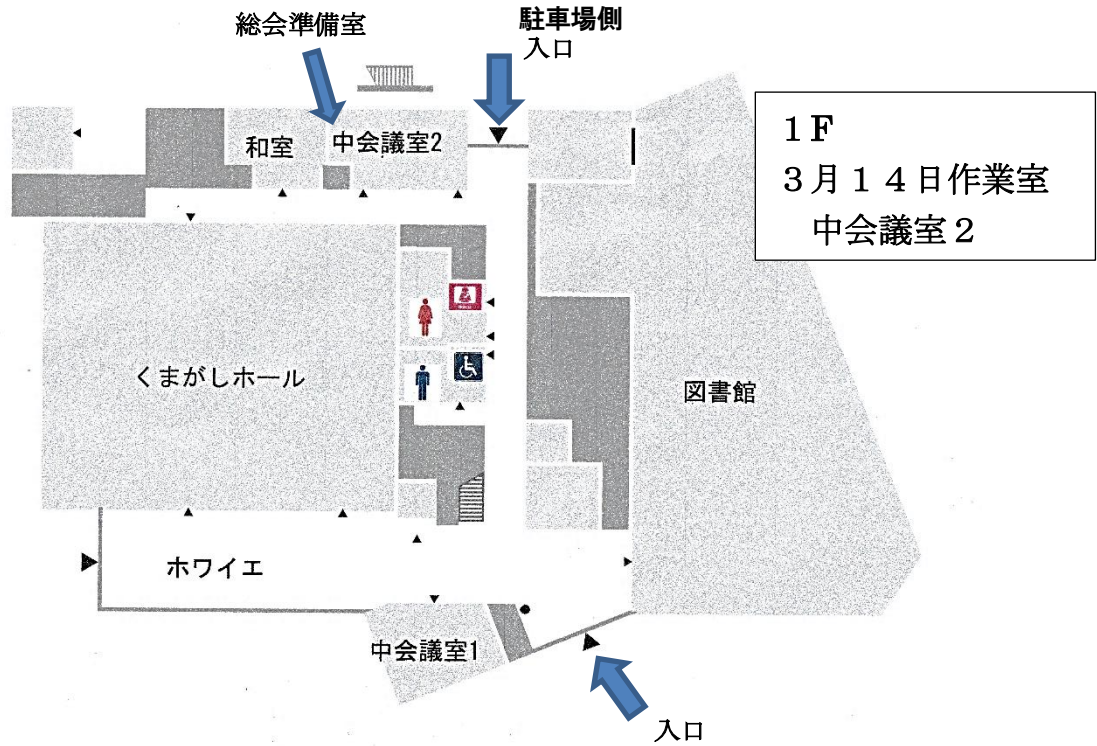 総会準備室
駐車場側
入口
1F
3月14日作業室
中会議室2
和室
中会議室2
くまがしホール
図書館
ホワイエ
中会議室1
入口